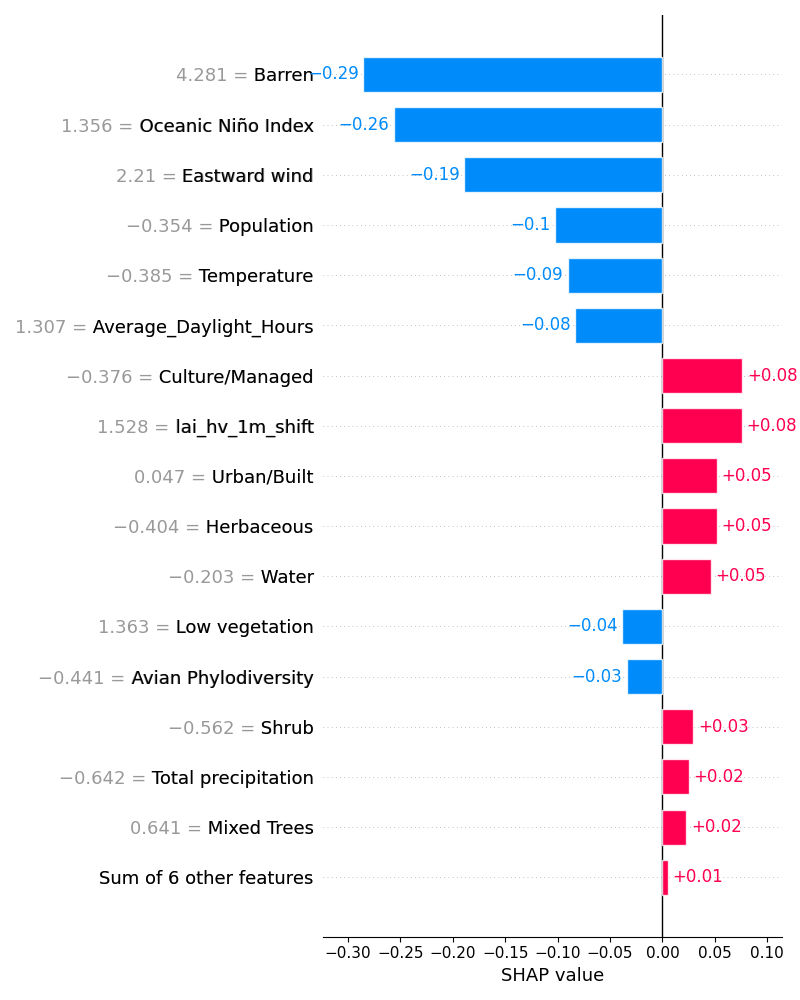 4.281 = Barren −0.29
1.356 = Oceanic Niño Index −0.26
2.21 = Eastward wind −0.19
−0.354 = Population −0.1
−0.385 = Temperature −0.09
1.307 = Average_Daylight_Hours −0.08
−0.376 = Culture/Managed +0.08
1.528 = lai_hv_1m_shift +0.08
0.047 = Urban/Built +0.05
−0.404 = Herbaceous +0.05
−0.203 = Water +0.05
1.363 = Low vegetation −0.04
−0.441 = Avian Phylodiversity −0.03
−0.562 = Shrub +0.03
−0.642 = Total precipitation +0.02
0.641 = Mixed Trees +0.02
Sum of 6 other features +0.01
−0.30 −0.25 −0.20 −0.15 −0.10 −0.05 0.00 0.05 0.10
SHAP value